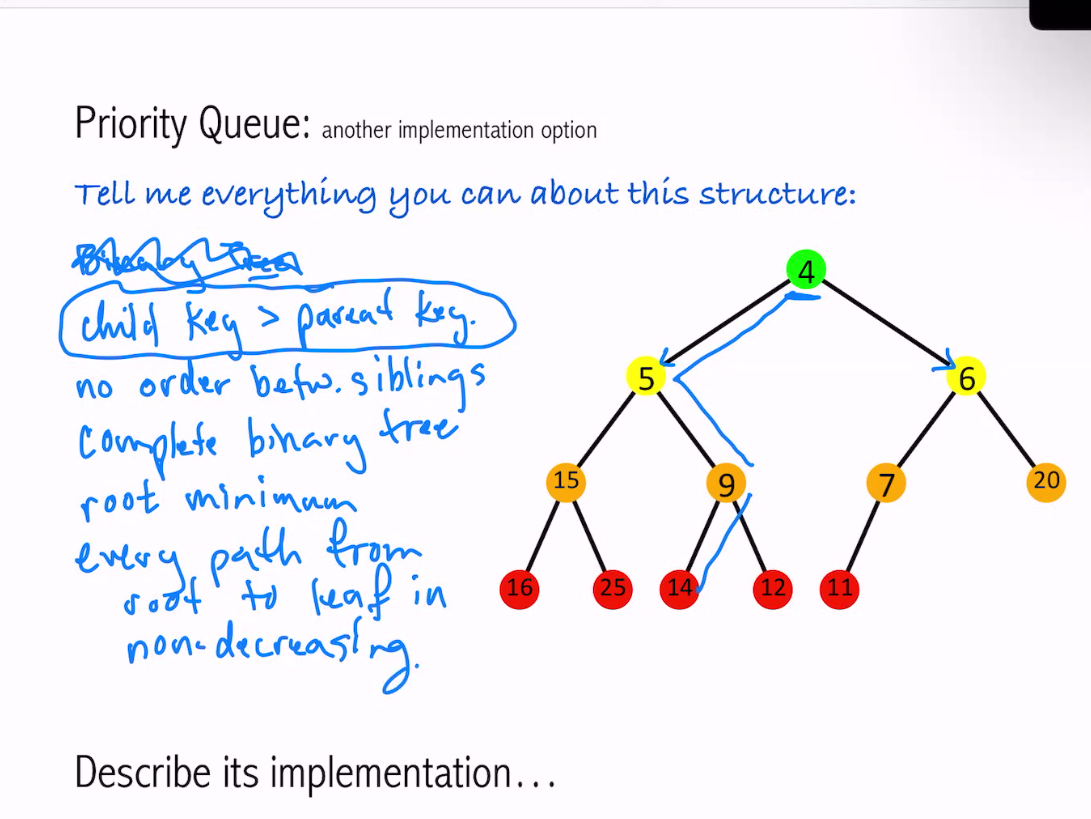 Priority Queue: another implementation option
Tell me everything you can about this structure:
Binary Tree
child key > parent key.
no order betw. siblings
complete binary tree
root minimum
every path from
root to leaf in
non-decreasing.
4
5 6
15 9 7 20
16 25 14 12 11
Describe its implementation...